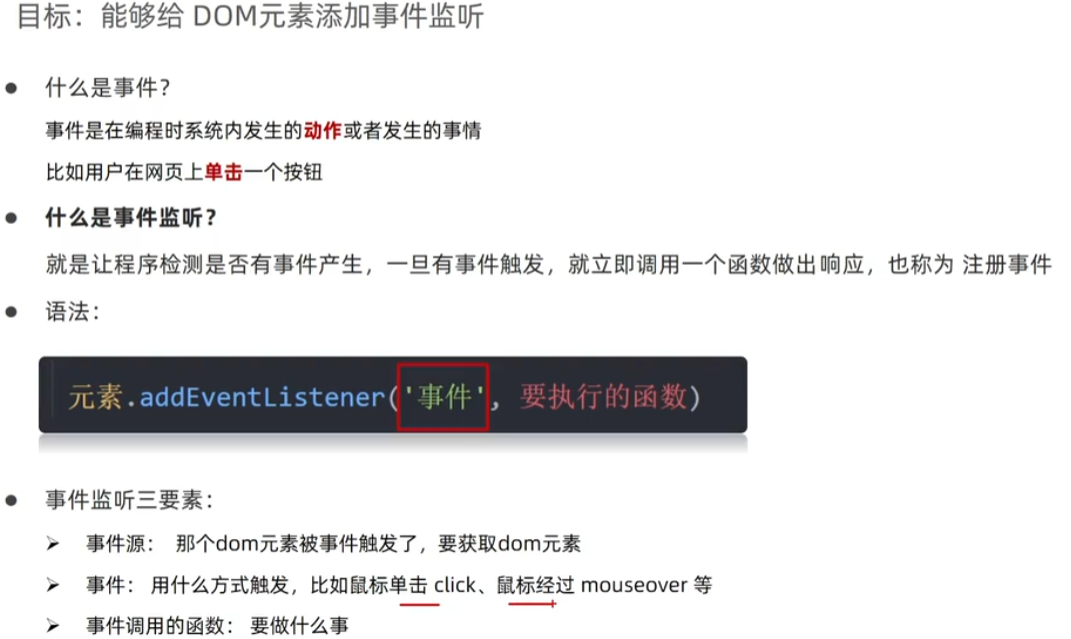 目标：能够给 DOM元素添加事件监听
什么是事件？
事件是在编程时系统内发生的动作或者发生的事情
比如用户在网页上单击一个按钮
什么是事件监听？
就是让程序检测是否有事件产生，一旦有事件触发，就立即调用一个函数做出响应，也称为 注册事件
语法：
元素.addEventListener('事件', 要执行的函数)
事件监听三要素：
事件源： 那个dom元素被事件触发了，要获取dom元素
事件： 用什么方式触发，比如鼠标单击 click、鼠标经过 mouseover 等
事件调用的函数： 要做什么事